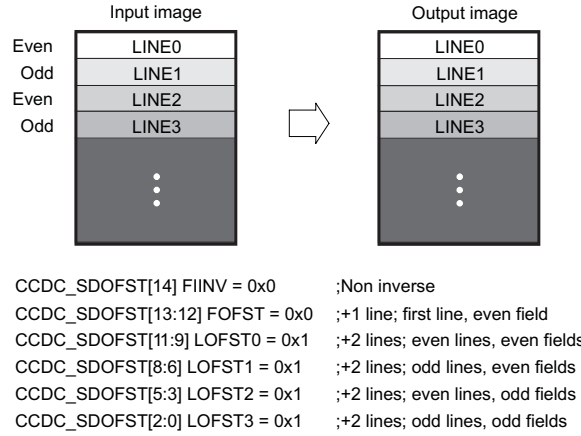 Input image
Output image
Even LINE0 LINE0
Odd LINE1 LINE1
Even LINE2 LINE2
Odd LINE3 LINE3
CCDC_SDOFST[14] FIINV = 0x0 ;Non inverse
CCDC_SDOFST[13:12] FOFST = 0x0 ;+1 line; first line, even field
CCDC_SDOFST[11:9] LOFST0 = 0x1 ;+2 lines; even lines, even fields
CCDC_SDOFST[8:6] LOFST1 = 0x1 ;+2 lines; odd lines, even fields
CCDC_SDOFST[5:3] LOFST2 = 0x1 ;+2 lines; even lines, odd fields
CCDC_SDOFST[2:0] LOFST3 = 0x1 ;+2 lines; odd lines, odd fields